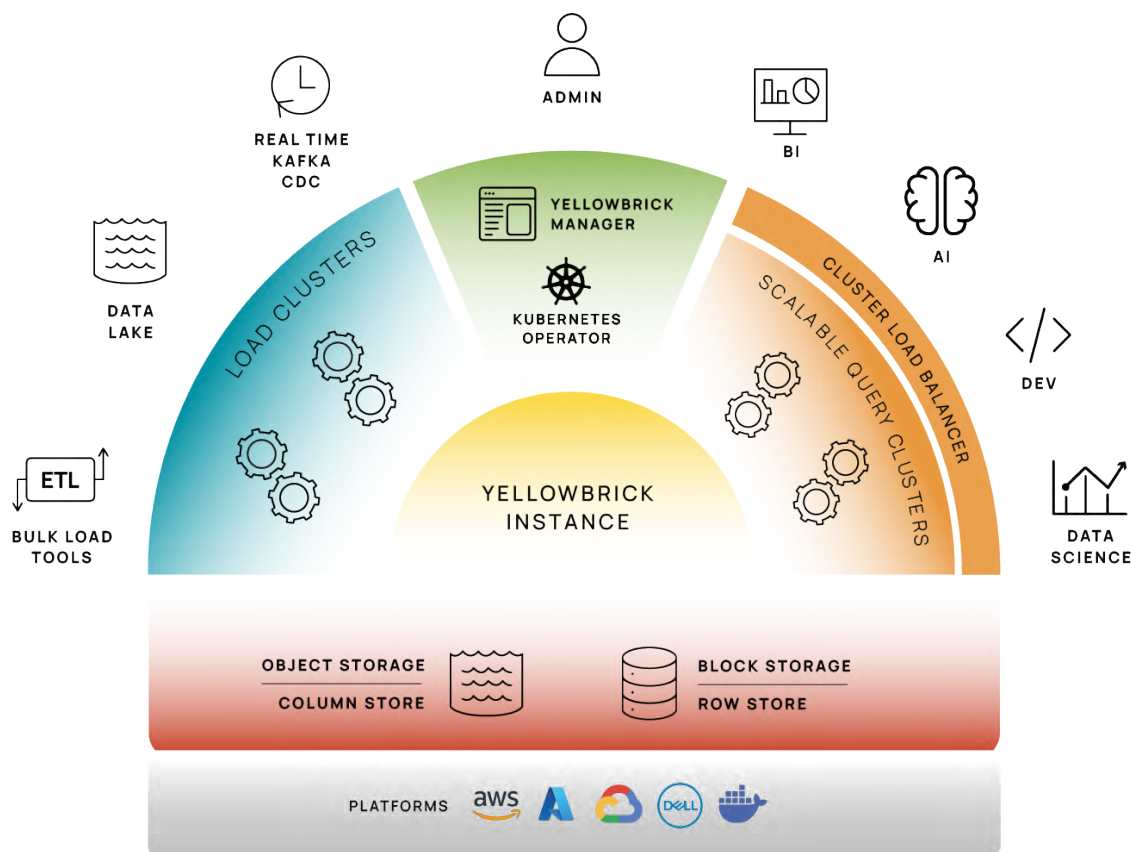 ADMIN
REAL TIME
KAFKA
CDC
BI
DATA
LAKE
AI
BULK LOAD
TOOLS
ETL
DEV
DATA
SCIENCE
LOAD CLUSTERS
YELLOWBRICK
MANAGER
KUBERNETES
OPERATOR
CLUSTER LOAD BALANCER
SCALABLE QUERY CLUSTERS
YELLOWBRICK
INSTANCE
OBJECT STORAGE
COLUMN STORE
BLOCK STORAGE
ROW STORE
PLATFORMS
aws
DELL